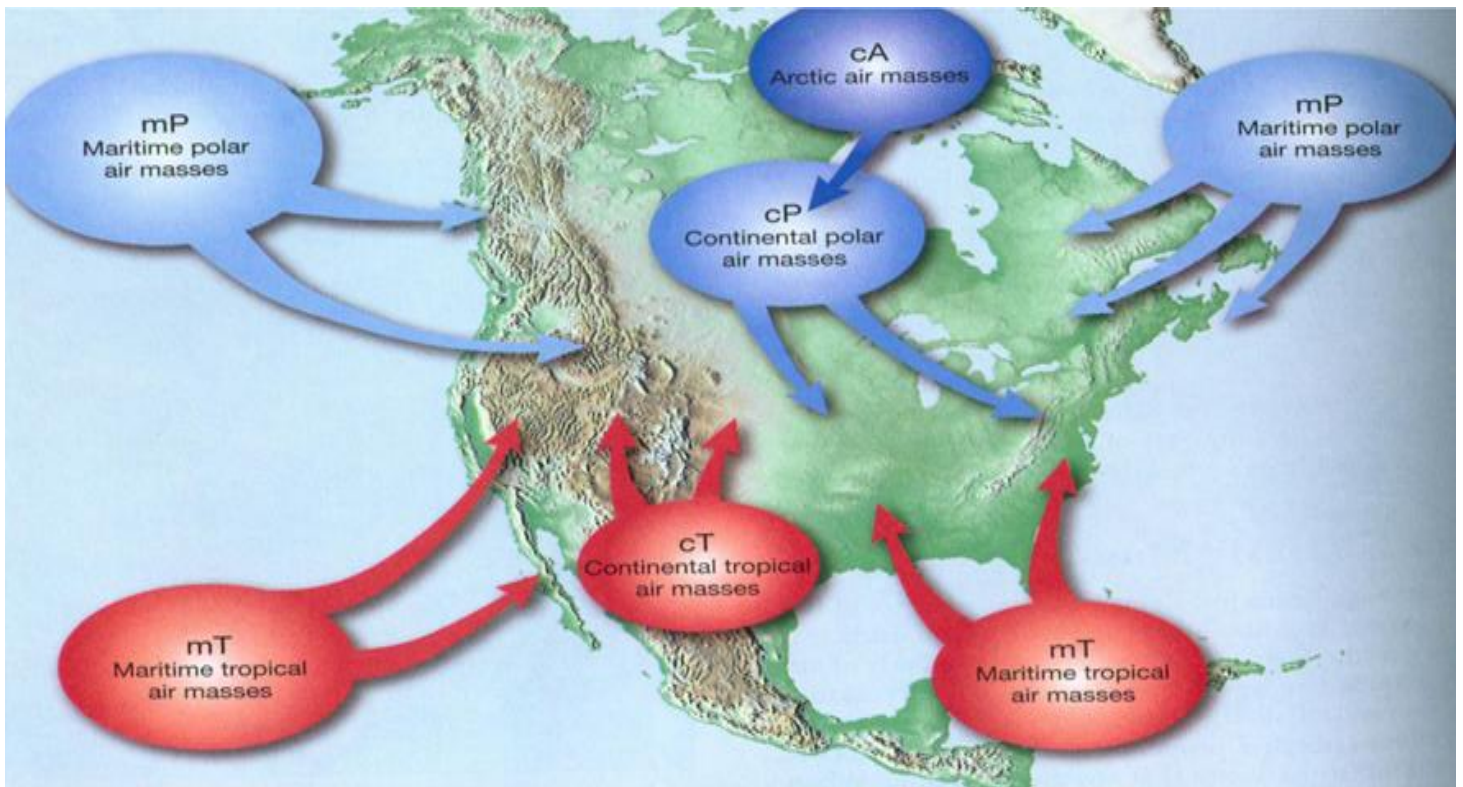 cA
Arctic air masses
mP
Maritime polar
air masses
mP
Maritime polar
air masses
cP
Continental polar
air masses
cT
Continental tropical
air masses
mT
Maritime tropical
air masses
mT
Maritime tropical
air masses